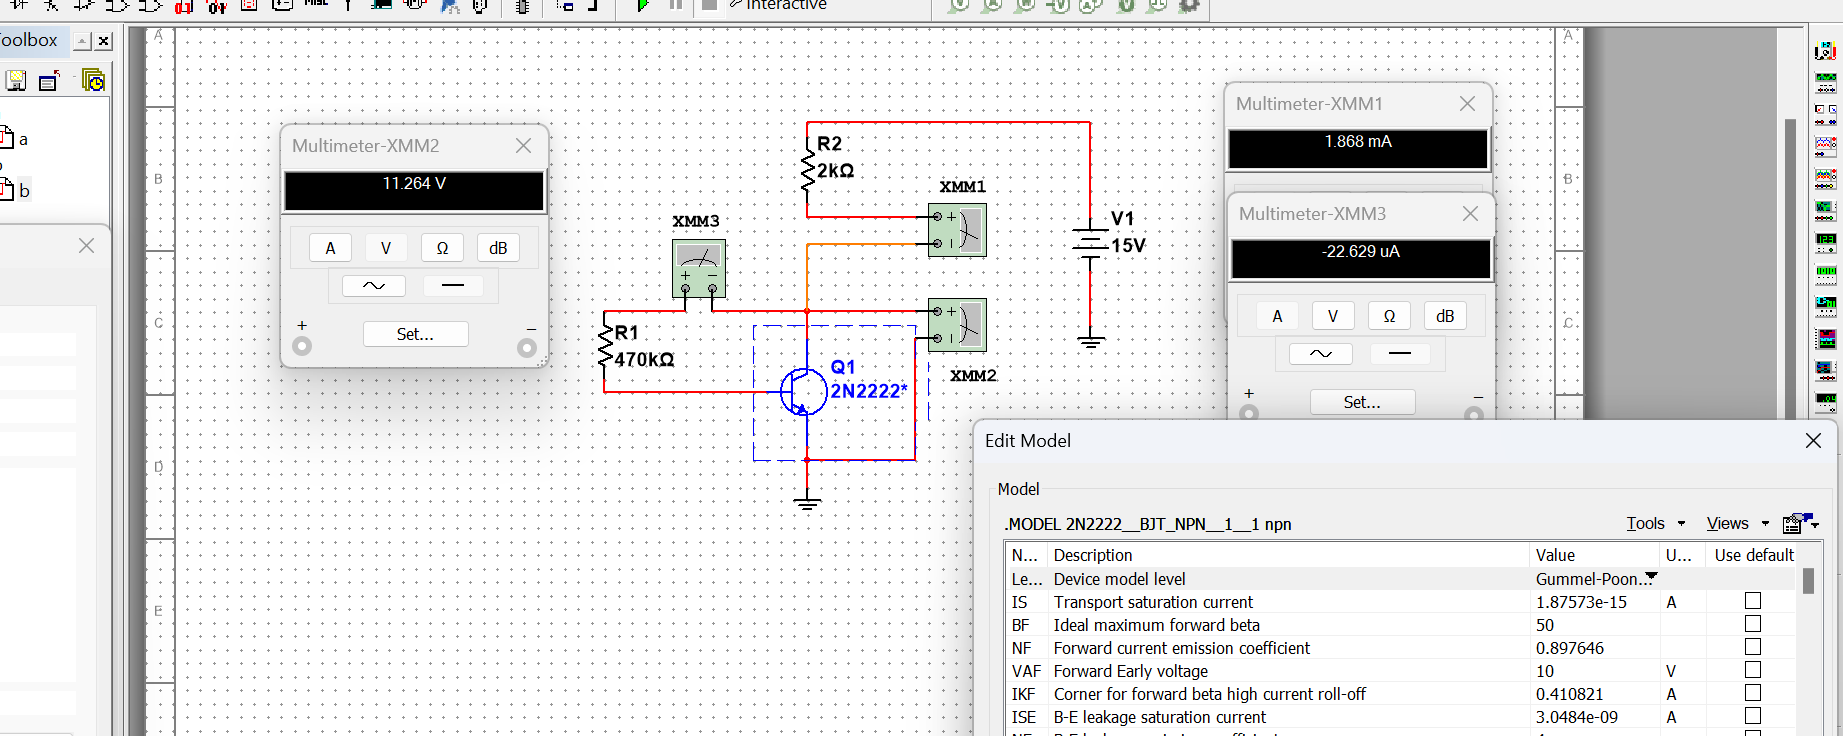 Interactive
oolbox
a
b
A
B
C
D
E
A
B
C
Multimeter-XMM2
11.264 V
A V Ω dB
+ Set... −
R2
2kΩ
XMM1
XMM3
V1
15V
R1
470kΩ
Q1
2N2222*
XMM2
Multimeter-XMM1
1.868 mA
Multimeter-XMM3
-22.629 uA
A V Ω dB
+ Set... −
Edit Model
Model
.MODEL 2N2222__BJT_NPN__1__1 npn
Tools Views
N... Description Value U... Use default
Le... Device model level Gummel-Poon...
IS Transport saturation current 1.87573e-15 A
BF Ideal maximum forward beta 50
NF Forward current emission coefficient 0.897646
VAF Forward Early voltage 10 V
IKF Corner for forward beta high current roll-off 0.410821 A
ISE B-E leakage saturation current 3.0484e-09 A